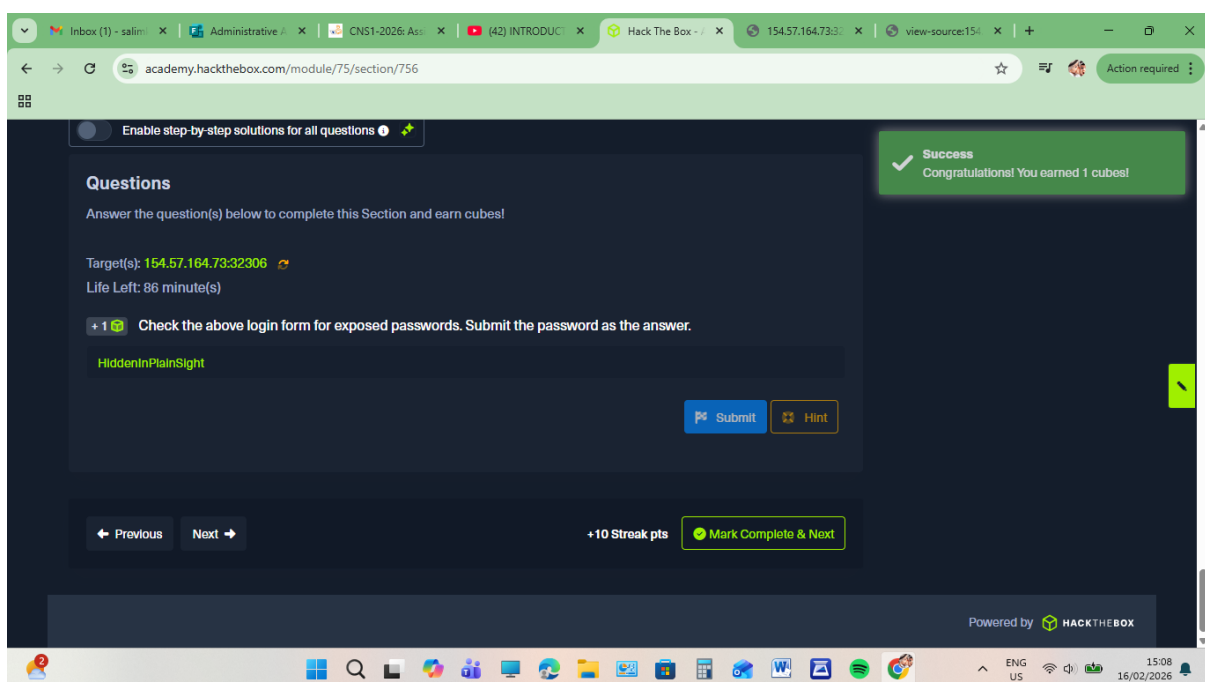 Inbox (1) - salim
Administrative A
CNS1-2026: Ass
(42) INTRODUCT
Hack The Box - A
154.57.164.73:32
view-source:154
academy.hackthebox.com/module/75/section/756
Action required
Enable step-by-step solutions for all questions
Success
Congratulations! You earned 1 cubes!
Questions
Answer the question(s) below to complete this Section and earn cubes!
Target(s): 154.57.164.73:32306
Life Left: 86 minute(s)
+ 1 Check the above login form for exposed passwords. Submit the password as the answer.
HiddenInPlainSight
Submit
Hint
Previous
Next
+10 Streak pts
Mark Complete & Next
Powered by HACKTHEBOX
2
ENG
US
15:08
16/02/2026